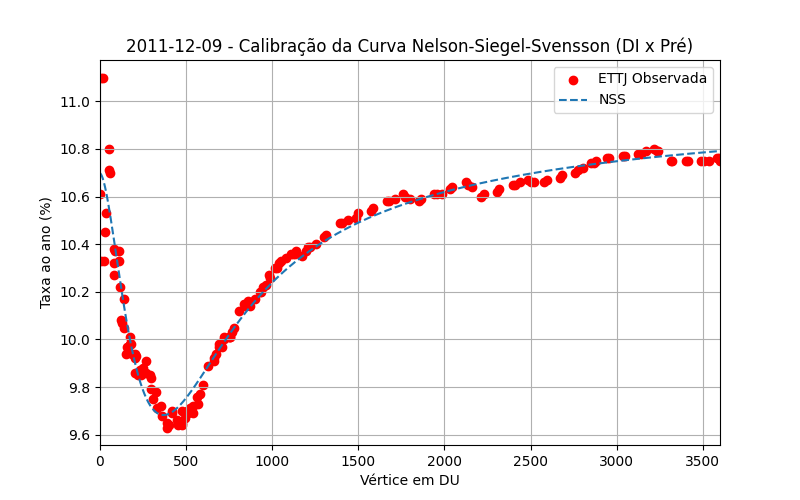 2011-12-09 - Calibração da Curva Nelson-Siegel-Svensson (DI x Pré)
ETTJ Observada
NSS
Taxa ao ano (%)
11.0
10.8
10.6
10.4
10.2
10.0
9.8
9.6
0 500 1000 1500 2000 2500 3000 3500
Vértice em DU